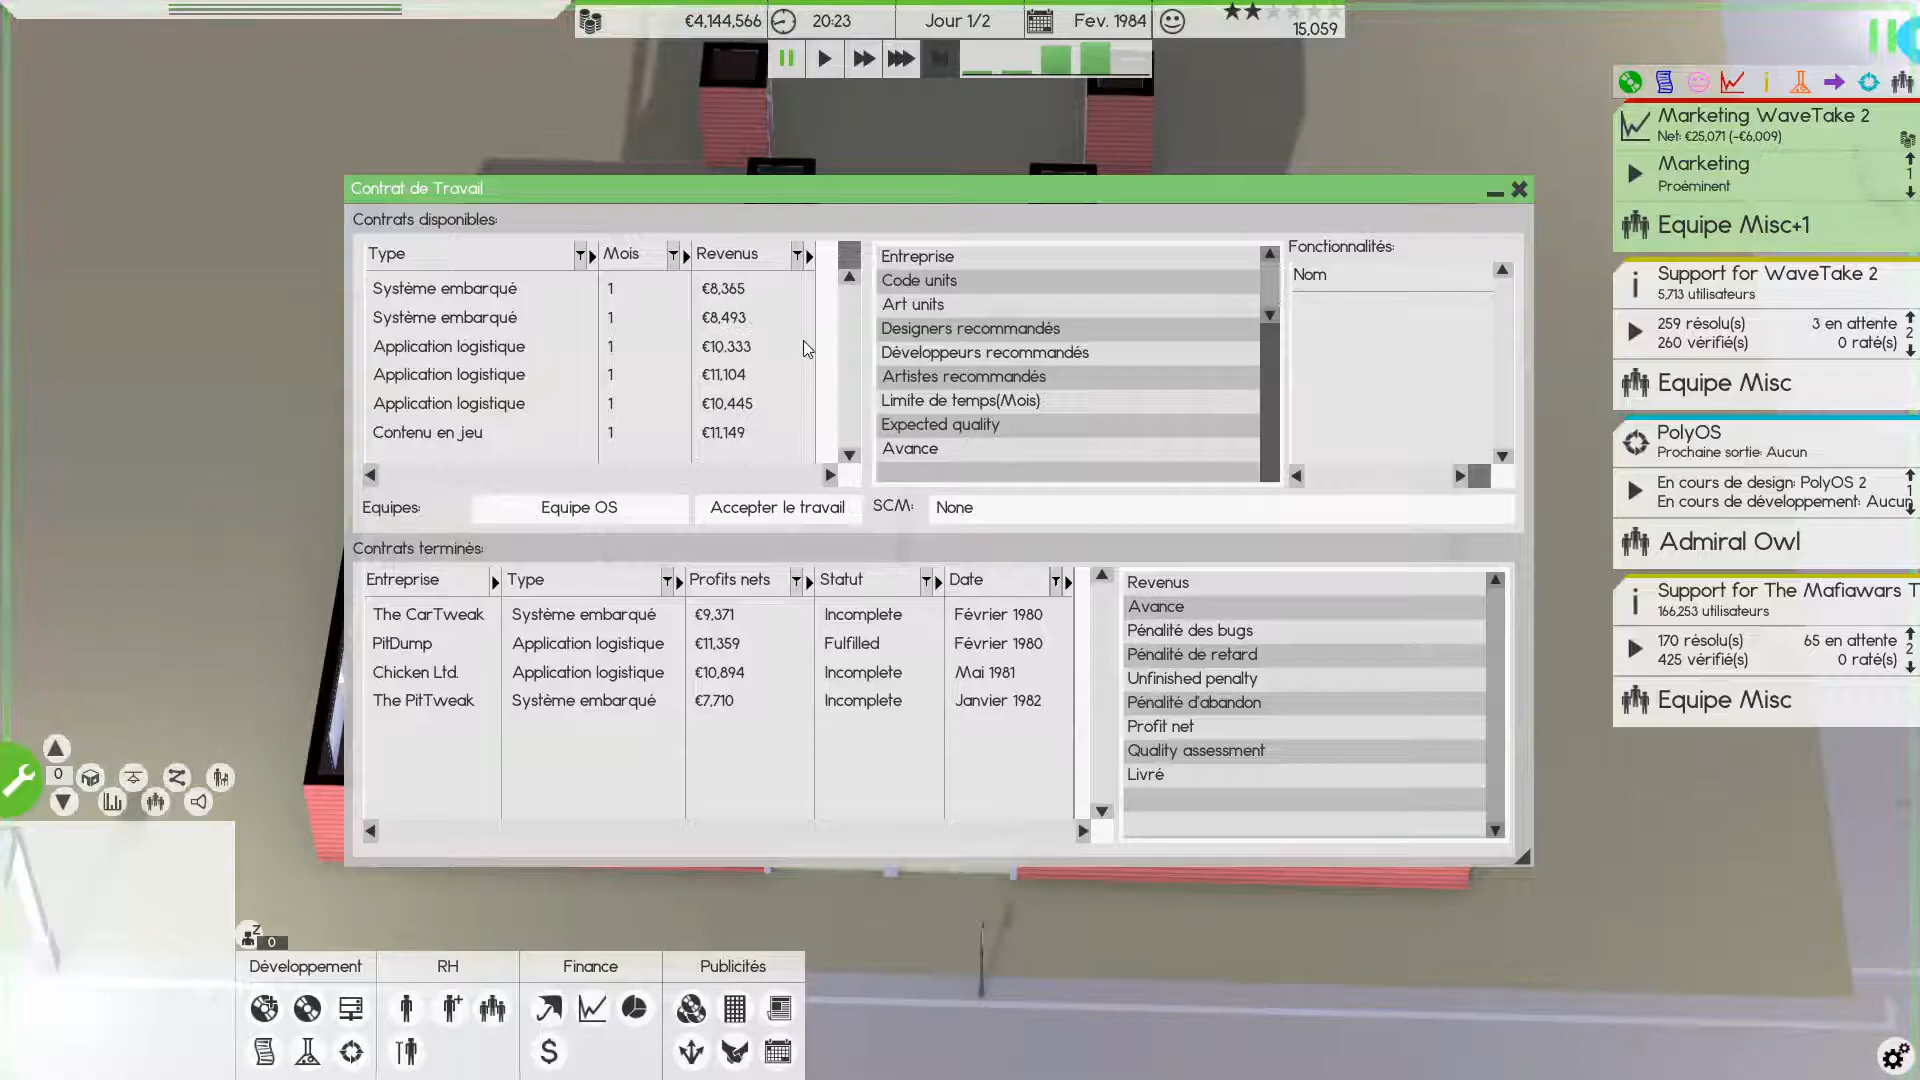 €4,144,566
20:23
Jour 1/2
Fev. 1984
15,059
Contrat de Travail
Contrats disponibles:
Type
Mois
Revenus
Système embarqué 1 €8,365
Système embarqué 1 €8,493
Application logistique 1 €10,333
Application logistique 1 €11,104
Application logistique 1 €10,445
Contenu en jeu 1 €11,149
Entreprise
Code units
Art units
Designers recommandés
Développeurs recommandés
Artistes recommandés
Limite de temps(Mois)
Expected quality
Avance
Fonctionnalités:
Nom
Equipes:
Equipe OS
Accepter le travail
SCM:
None
Contrats terminés:
Entreprise
Type
Profits nets
Statut
Date
The CarTweak Système embarqué €9,371 Incomplete Février 1980
PitDump Application logistique €11,359 Fulfilled Février 1980
Chicken Ltd. Application logistique €10,894 Incomplete Mai 1981
The PitTweak Système embarqué €7,710 Incomplete Janvier 1982
Revenus
Avance
Pénalité des bugs
Pénalité de retard
Unfinished penalty
Pénalité d'abandon
Profit net
Quality assessment
Livré
Marketing WaveTake 2
Net: €25,071 (-€6,009)
Marketing
Proéminent
1
Equipe Misc+1
Support for WaveTake 2
5,713 utilisateurs
259 résolu(s) 3 en attente
260 vérifié(s) 0 raté(s)
2
Equipe Misc
PolyOS
Prochaine sortie: Aucun
En cours de design: PolyOS 2
En cours de développement: Aucun
1
Admiral Owl
Support for The Mafiawars T
166,253 utilisateurs
170 résolu(s) 65 en attente
425 vérifié(s) 0 raté(s)
2
Equipe Misc
0
Z
0
Développement
RH
Finance
Publicités